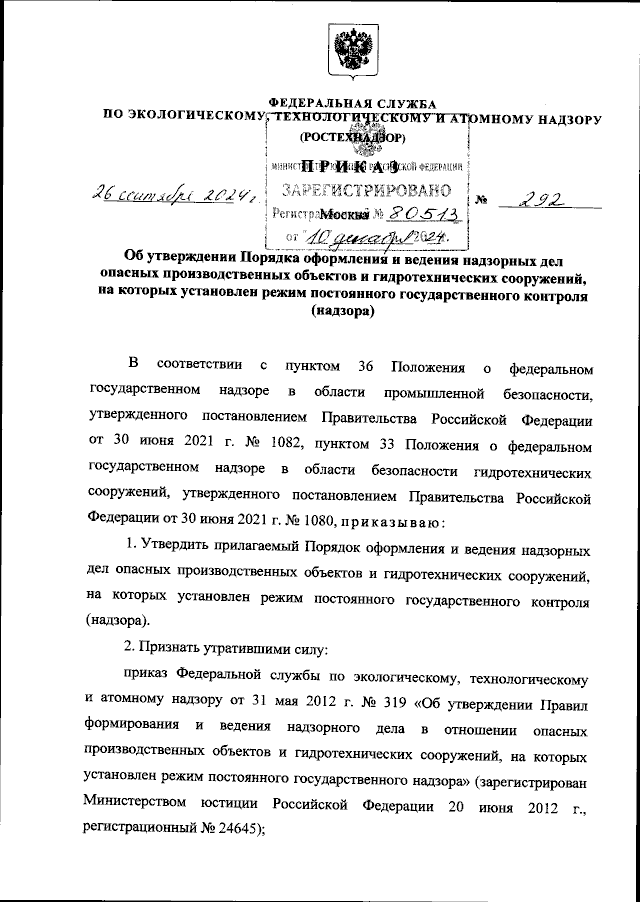 ФЕДЕРАЛЬНАЯ СЛУЖБА
ПО ЭКОЛОГИЧЕСКОМУ, ТЕХНОЛОГИЧЕСКОМУ И АТОМНОМУ НАДЗОРУ
(РОСТЕХНАДЗОР)
ПРИКАЗ
МИНИСТЕРСТВО ЮСТИЦИИ РОССИЙСКОЙ ФЕДЕРАЦИИ
ЗАРЕГИСТРИРОВАНО
26 сентября 2024 г.
№ 292
Москва
Регистрационный № 80513
от "10 декабря 2024.
Об утверждении Порядка оформления и ведения надзорных дел
опасных производственных объектов и гидротехнических сооружений,
на которых установлен режим постоянного государственного контроля
(надзора)
В соответствии с пунктом 36 Положения о федеральном
государственном надзоре в области промышленной безопасности,
утвержденного постановлением Правительства Российской Федерации
от 30 июня 2021 г. № 1082, пунктом 33 Положения о федеральном
государственном надзоре в области безопасности гидротехнических
сооружений, утвержденного постановлением Правительства Российской
Федерации от 30 июня 2021 г. № 1080, приказываю:
1. Утвердить прилагаемый Порядок оформления и ведения надзорных
дел опасных производственных объектов и гидротехнических сооружений,
на которых установлен режим постоянного государственного контроля
(надзора).
2. Признать утратившими силу:
приказ Федеральной службы по экологическому, технологическому
и атомному надзору от 31 мая 2012 г. № 319 «Об утверждении Правил
формирования и ведения надзорного дела в отношении опасных
производственных объектов и гидротехнических сооружений, на которых
установлен режим постоянного государственного надзора» (зарегистрирован
Министерством юстиции Российской Федерации 20 июня 2012 г.,
регистрационный № 24645);